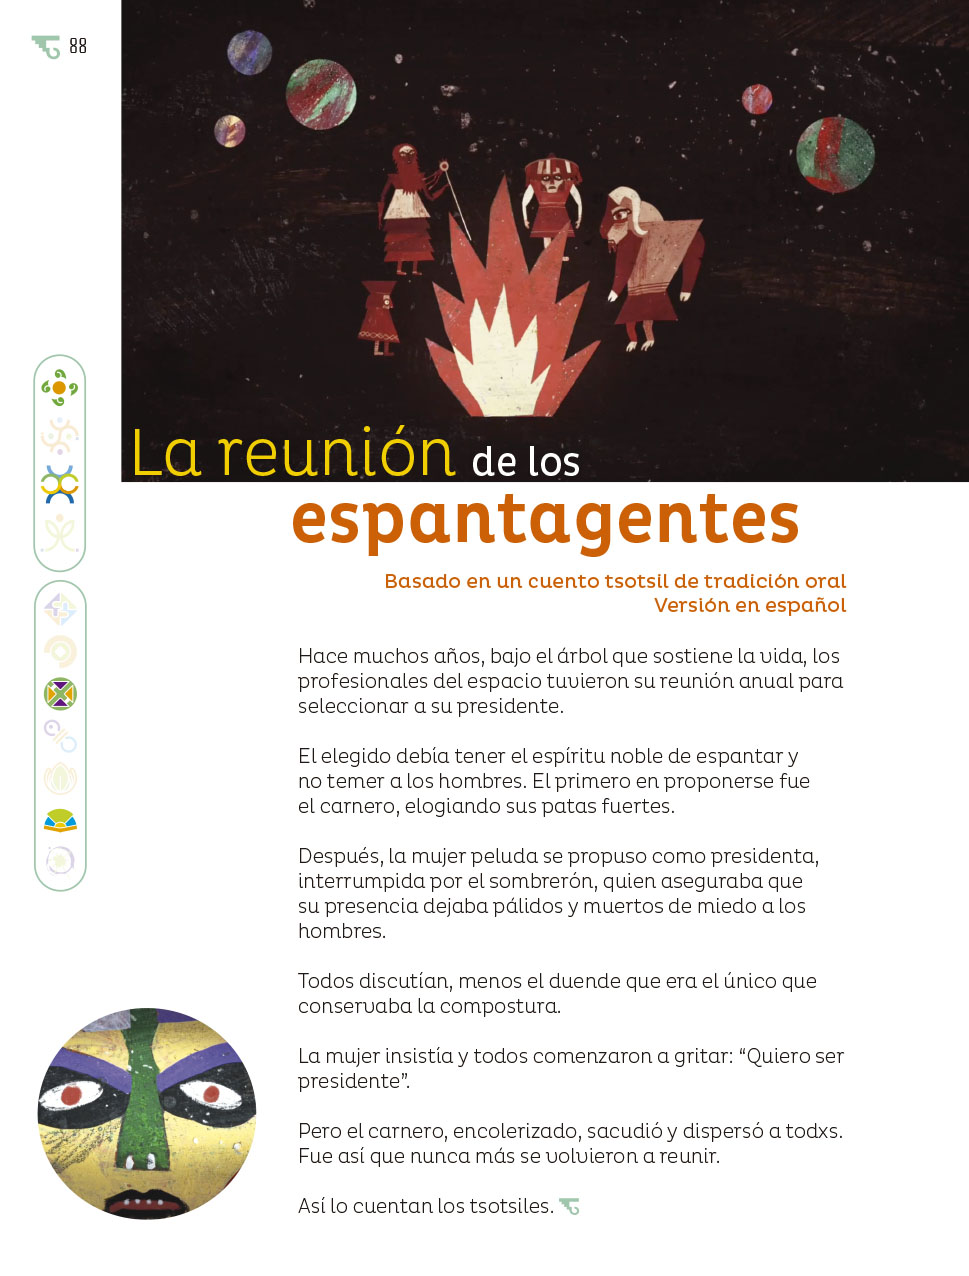 88
La reunión de los
espantagentes
Basado en un cuento tsotsil de tradición oral
Versión en español
Hace muchos años, bajo el árbol que sostiene la vida, los
profesionales del espacio tuvieron su reunión anual para
seleccionar a su presidente.
El elegido debía tener el espíritu noble de espantar y
no temer a los hombres. El primero en proponerse fue
el carnero, elogiando sus patas fuertes.
Después, la mujer peluda se propuso como presidenta,
interrumpida por el sombrerón, quien aseguraba que
su presencia dejaba pálidos y muertos de miedo a los
hombres.
Todos discutían, menos el duende que era el único que
conservaba la compostura.
La mujer insistía y todos comenzaron a gritar: “Quiero ser
presidente”.
Pero el carnero, encolerizado, sacudió y dispersó a todxs.
Fue así que nunca más se volvieron a reunir.
Así lo cuentan los tsotsiles.